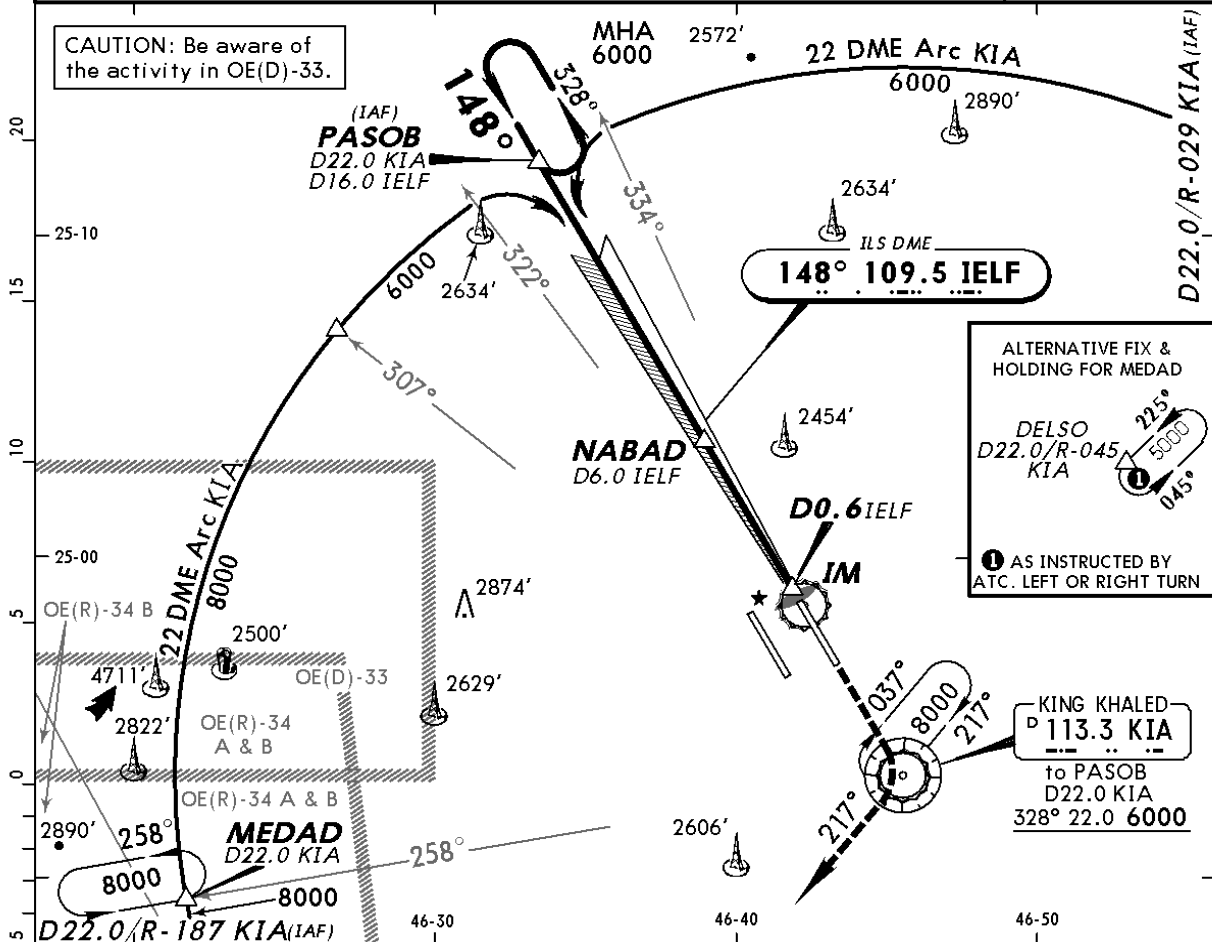 CAUTION: Be aware of
the activity in OE(D)-33.
MHA
6000
2572'
22 DME Arc KIA
6000
2890'
D22.0/R-029 KIA (IAF)
148°
328°
(IAF)
PASOB
D22.0 KIA
D16.0 IELF
20
334°
2634'
25-10
322°
6000
2634'
ILS DME
148° 109.5 IELF
15
307°
ALTERNATIVE FIX &
HOLDING FOR MEDAD
DELSO
D22.0/R-045
KIA
225°
5000
045°
1
1 AS INSTRUCTED BY
ATC. LEFT OR RIGHT TURN
2454'
10
NABAD
D6.0 IELF
22 DME Arc KIA
8000
D0.6 IELF
25-00
IM
2874'
OE(R)-34 B
5
2500'
4711'
OE(D)-33
2629'
037°
8000
217°
KING KHALED
D 113.3 KIA
to PASOB
D22.0 KIA
328° 22.0 6000
2822'
OE(R)-34
A & B
0
OE(R)-34 A & B
217°
2890'
258°
MEDAD
D22.0 KIA
258°
2606'
8000
8000
5
D22.0/R-187 KIA (IAF)
46-30
46-40
46-50